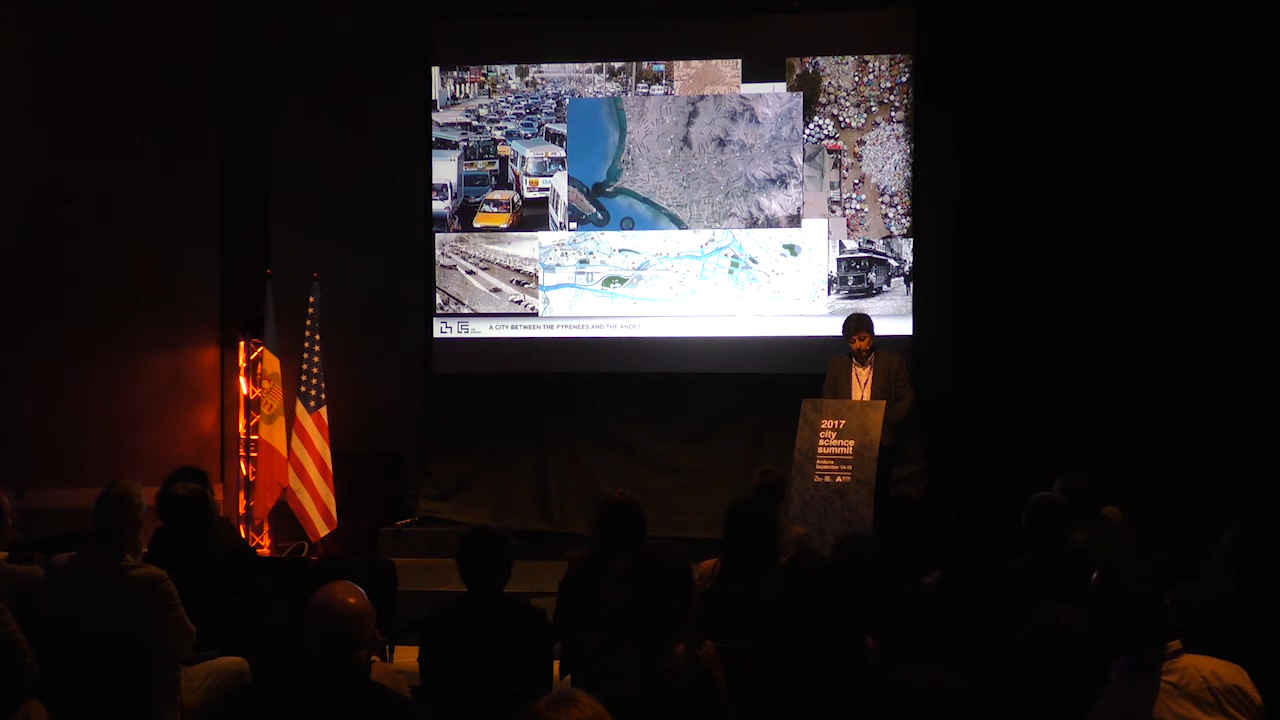 A CITY BETWEEN THE PYRENEES AND THE ANDES
2017
city
science
summit
Andorra